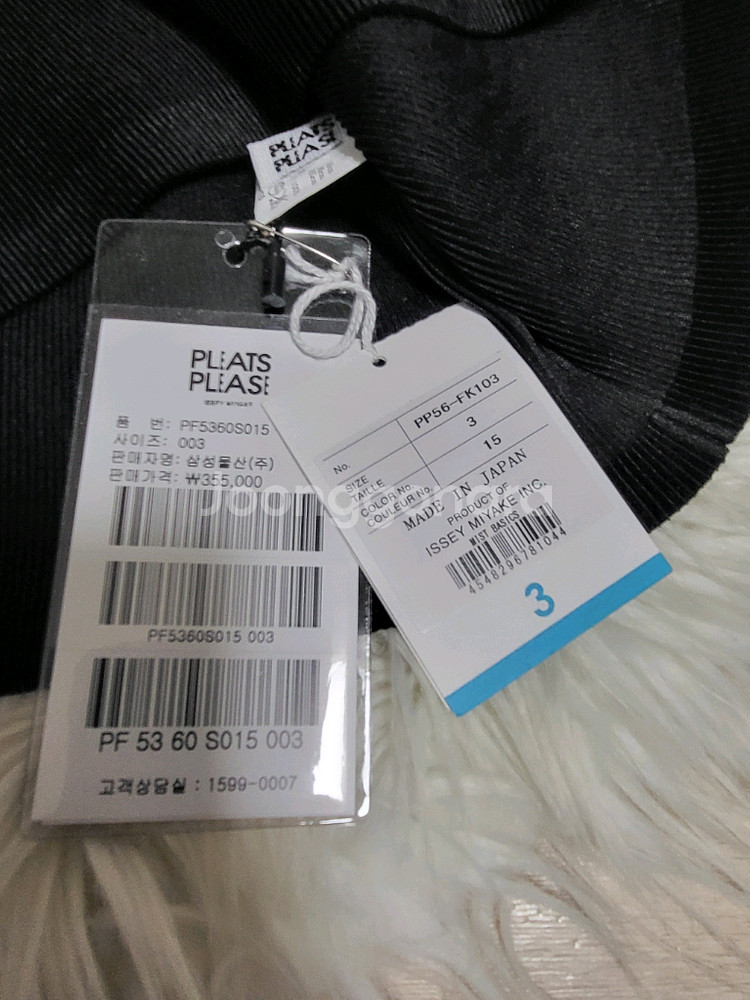 PLEATS
PLEASE
PLEATS
PLEASE
ISSEY MIYAKE
품 번: PF5360S015
사이즈: 003
판매자명: 삼성물산(주)
판매가격: ₩355,000
PF5360S015 003
PF 53 60 S015 003
고객상담실 : 1599-0007
No. PP56-FK103
SIZE
TAILLE 3
COLOR No.
COULEUR No. 15
MADE IN JAPAN
PRODUCT OF
ISSEY MIYAKE INC.
MIST BASICS
4548296781044
3